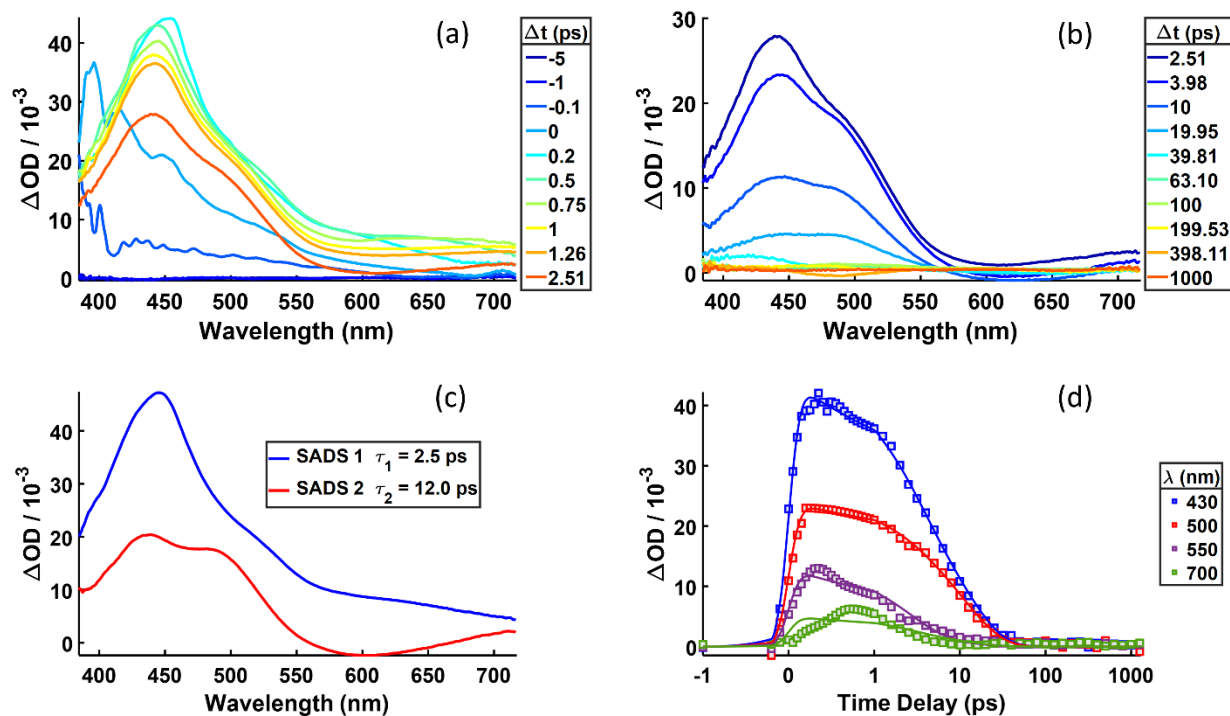 (a)
ΔOD / 10⁻³
40
30
20
10
0
400 450 500 550 600 650 700
Wavelength (nm)
Δt (ps)
-5
-1
-0.1
0
0.2
0.5
0.75
1
1.26
2.51
(b)
ΔOD / 10⁻³
30
20
10
0
400 450 500 550 600 650 700
Wavelength (nm)
Δt (ps)
2.51
3.98
10
19.95
39.81
63.10
100
199.53
398.11
1000
(c)
ΔOD / 10⁻³
40
30
20
10
0
400 450 500 550 600 650 700
Wavelength (nm)
SADS 1 τ₁ = 2.5 ps
SADS 2 τ₂ = 12.0 ps
(d)
ΔOD / 10⁻³
40
30
20
10
0
-1 0 1 10 100 1000
Time Delay (ps)
λ (nm)
430
500
550
700